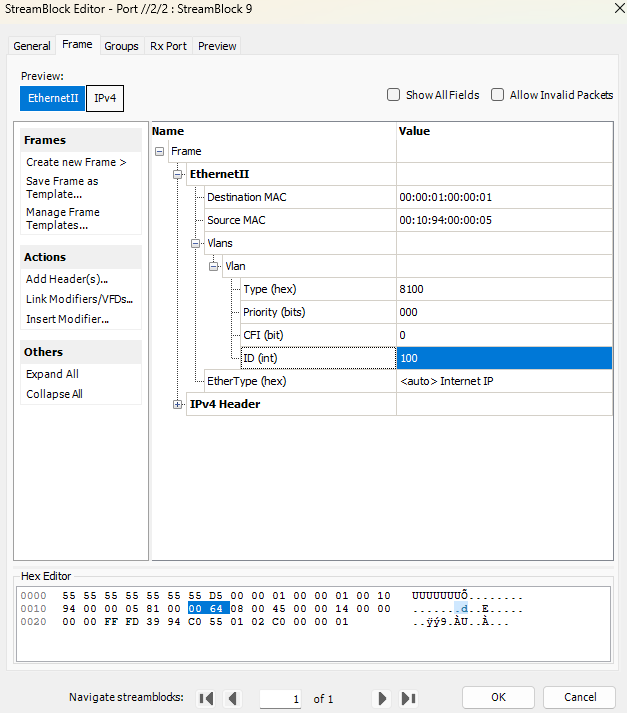 StreamBlock Editor - Port //2/2 : StreamBlock 9
General Frame Groups Rx Port Preview
Preview:
EthernetII IPv4
Show All Fields Allow Invalid Packets
Frames
Create new Frame >
Save Frame as
Template...
Manage Frame
Templates...
Actions
Add Header(s)...
Link Modifiers/VFDs...
Insert Modifier...
Others
Expand All
Collapse All
Name Value
Frame
EthernetII
Destination MAC 00:00:01:00:00:01
Source MAC 00:10:94:00:00:05
Vlans
Vlan
Type (hex) 8100
Priority (bits) 000
CFI (bit) 0
ID (int) 100
EtherType (hex) <auto> Internet IP
IPv4 Header
Hex Editor
0000 55 55 55 55 55 55 55 D5 00 00 01 00 00 01 00 10 UUUUUUUÕ........
0010 94 00 00 05 81 00 00 64 08 00 45 00 00 14 00 00 .......d..E.....
0020 00 00 FF FD 39 94 C0 55 01 02 C0 00 00 01 ..ÿý9.ÀU..À...
Navigate streamblocks: 1 of 1 OK Cancel